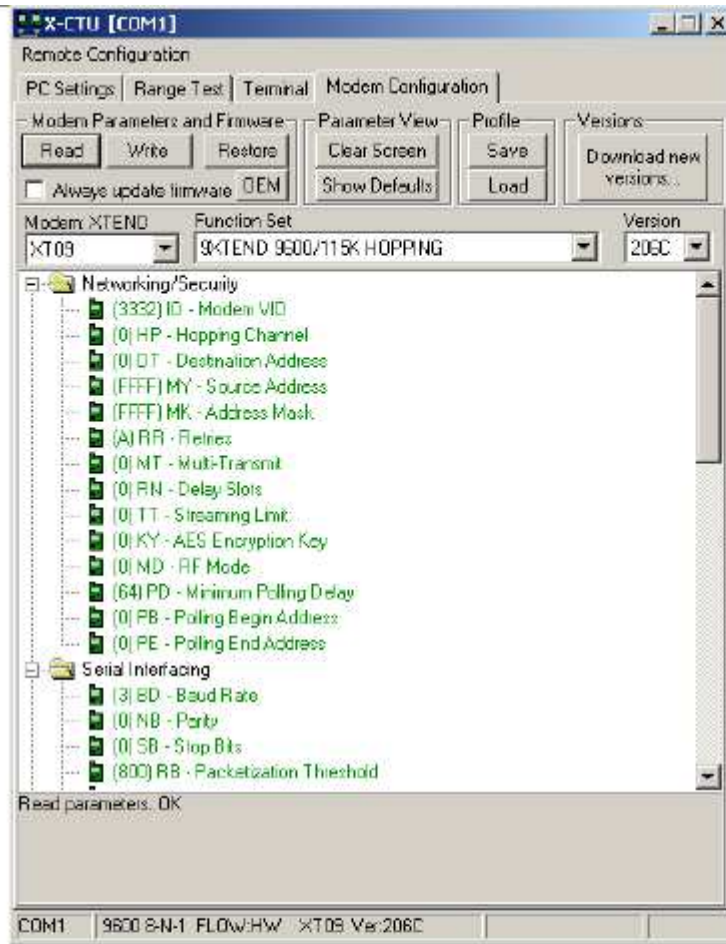 X-CTU [COM1]
Remote Configuration
PC Settings Range Test Terminal Modem Configuration
Modem Parameters and Firmware Parameter View Profile Versions
Read Write Restore Clear Screen Save Download new versions...
Always update firmware OEM Show Defaults Load
Modem: XTEND Function Set Version
XT09 9XTEND 9600/115K HOPPING 206C
Networking/Security
(3332) ID - Modem VID
(0) HP - Hopping Channel
(0) DT - Destination Address
(FFFF) MY - Source Address
(FFFF) MK - Address Mask
(A) RR - Retries
(0) MT - Multi-Transmit
(0) RN - Delay Slots
(0) TT - Streaming Limit
(0) KY - AES Encryption Key
(0) MD - RF Mode
(64) PD - Minimum Polling Delay
(0) PB - Polling Begin Address
(0) PE - Polling End Address
Serial Interfacing
(3) BD - Baud Rate
(0) NB - Parity
(0) SB - Stop Bits
(800) RB - Packetization Threshold
Read parameters. OK
COM1 9600 8-N-1 FLOW:HW XT09 Ver:206C